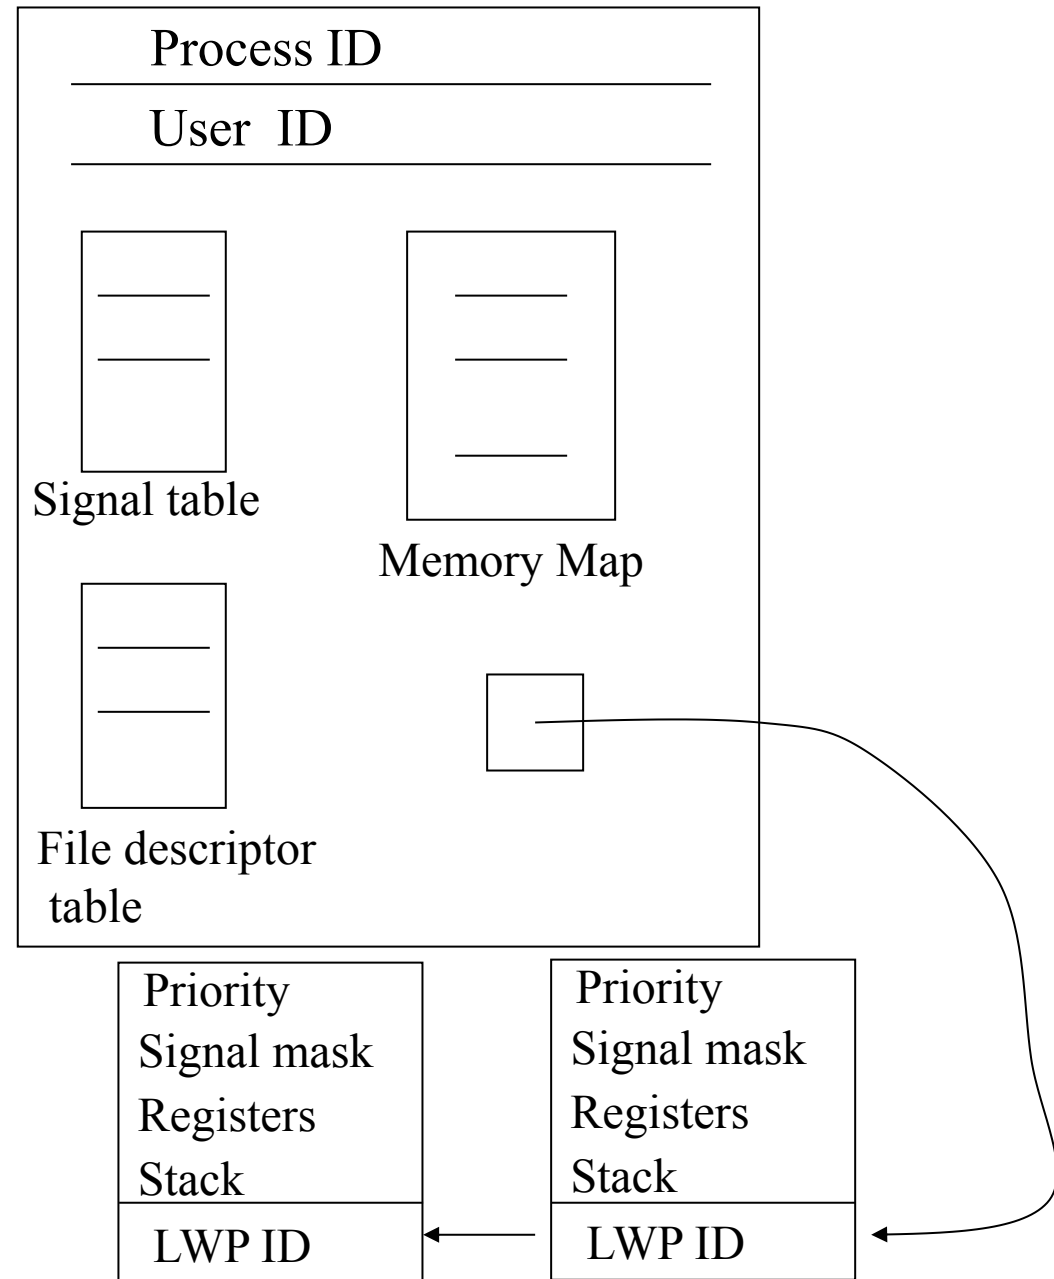 Process ID
User ID
Signal table
Memory Map
File descriptor
table
Priority
Signal mask
Registers
Stack
LWP ID
Priority
Signal mask
Registers
Stack
LWP ID